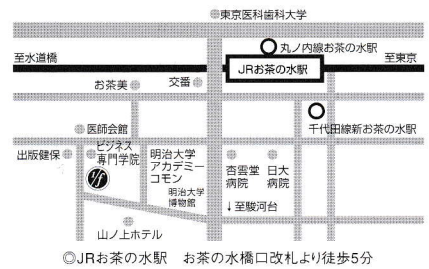 東京医科歯科大学
丸ノ内線お茶の水駅
至水道橋
JRお茶の水駅
至東京
お茶美
交番
千代田線新お茶の水駅
医師会館
出版健保
ビジネス
専門学院
明治大学
アカデミー
コモン
明治大学
博物館
杏雲堂
病院
日大
病院
↓至駿河台
山ノ上ホテル
◎JRお茶の水駅　お茶の水橋口改札より徒歩5分